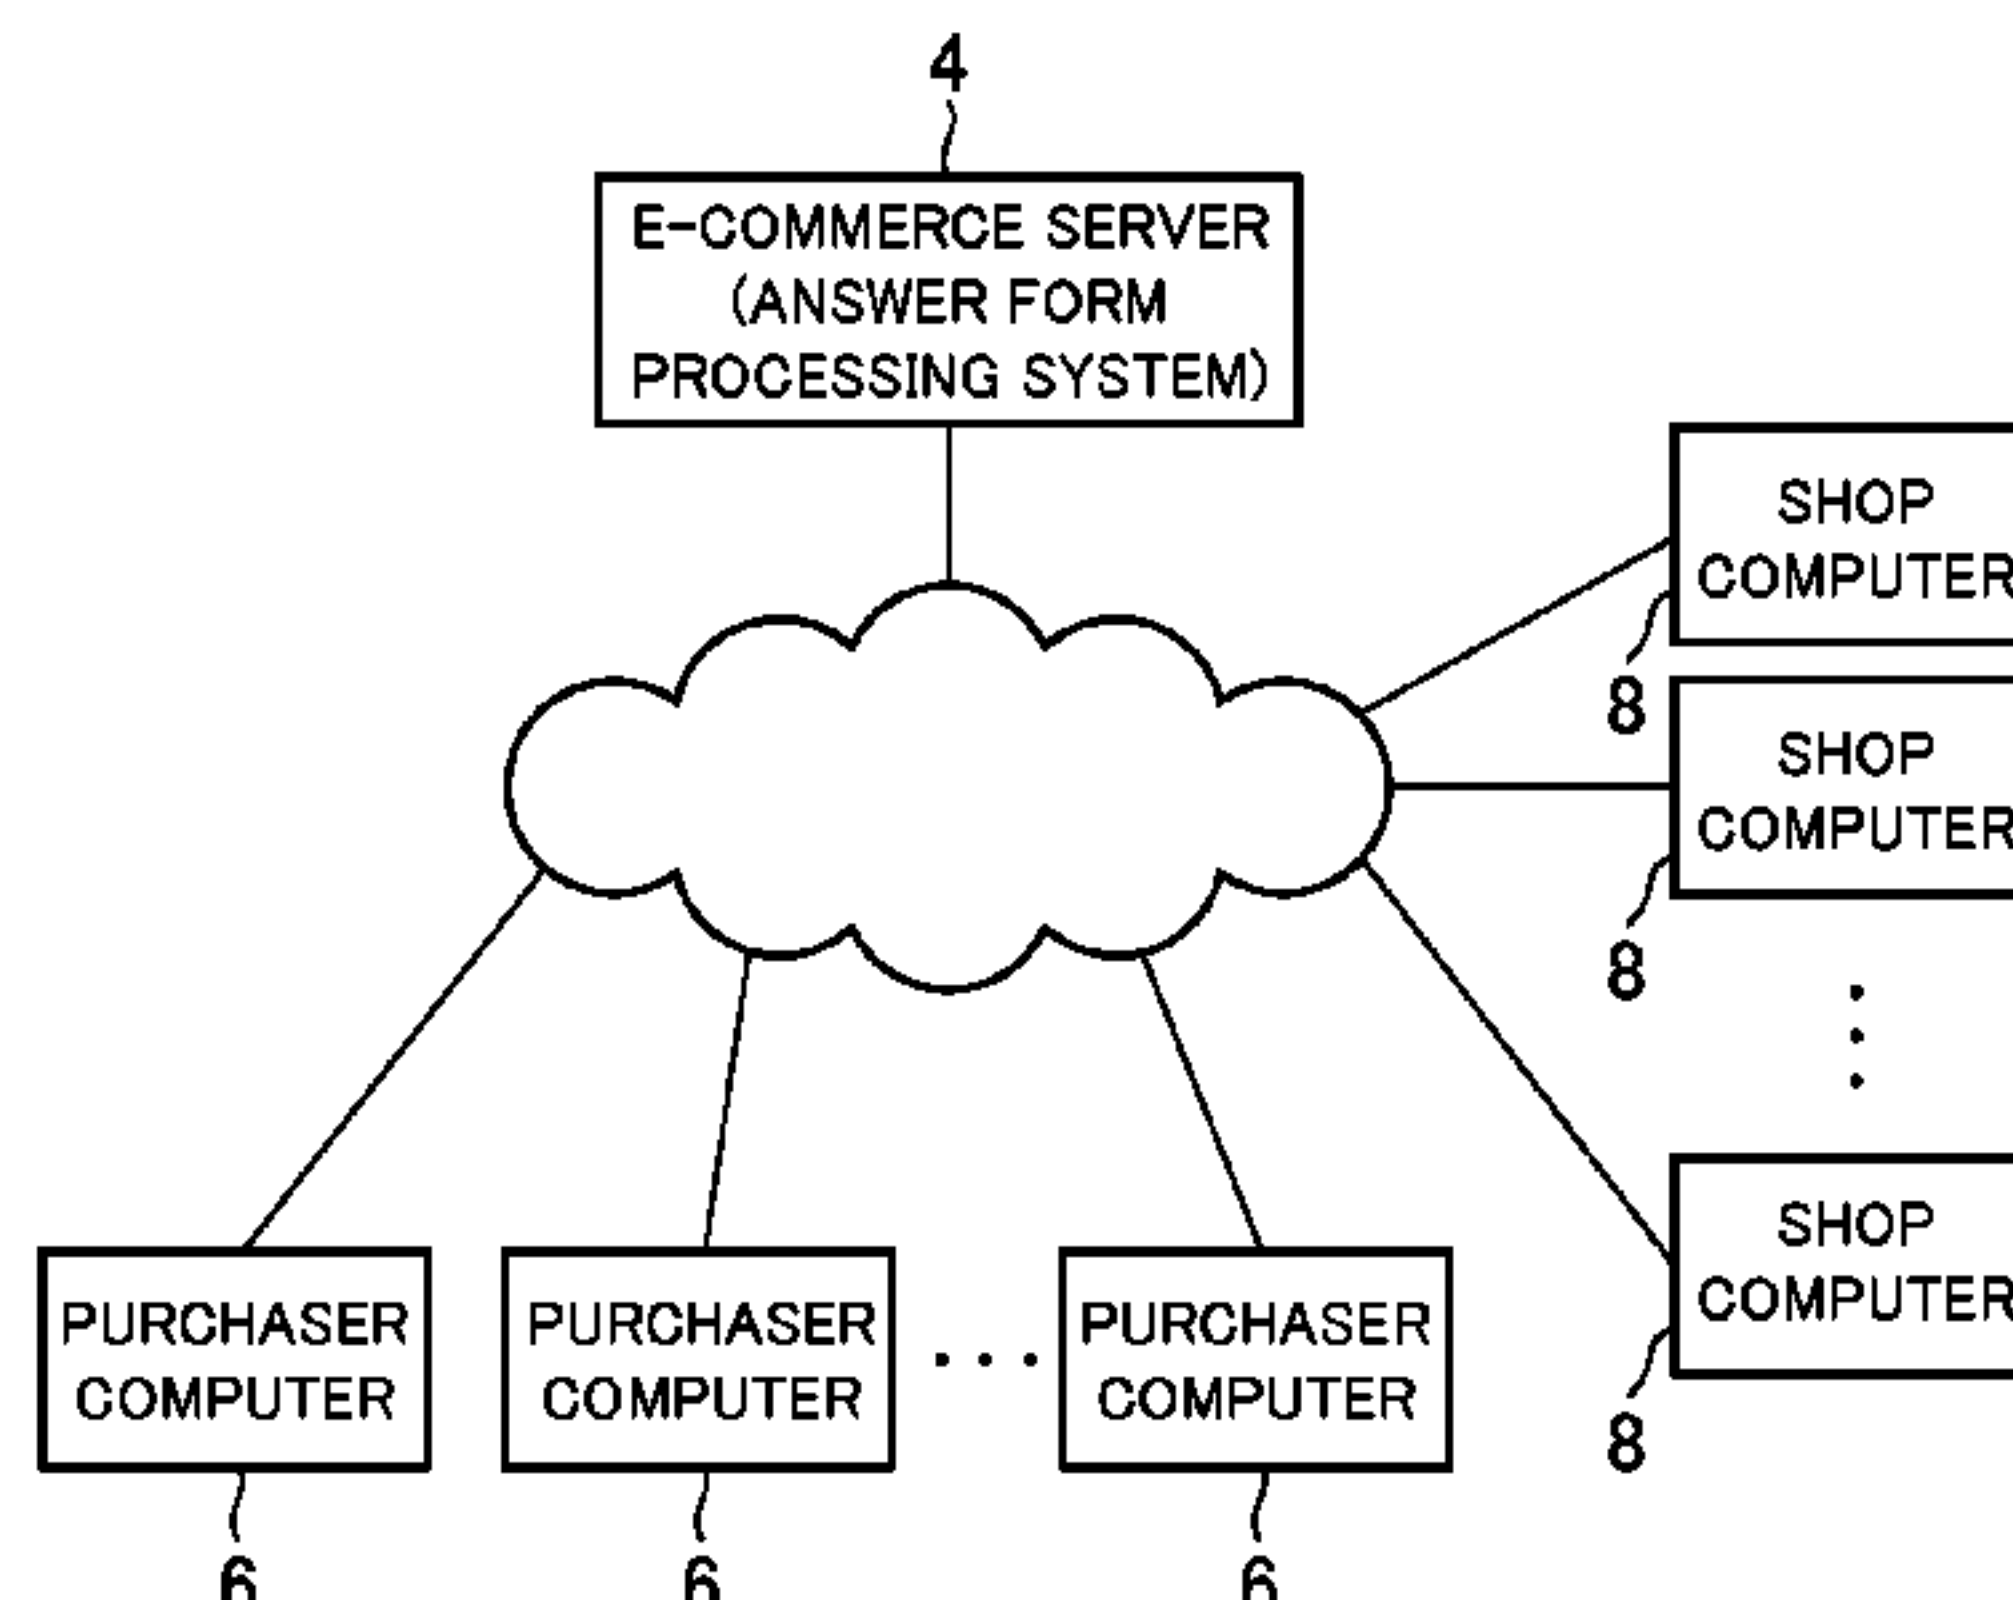 4
E-COMMERCE SERVER
(ANSWER FORM
PROCESSING SYSTEM)
SHOP
COMPUTER
8
SHOP
COMPUTER
8
SHOP
COMPUTER
8
PURCHASER
COMPUTER
6
PURCHASER
COMPUTER
6
PURCHASER
COMPUTER
6